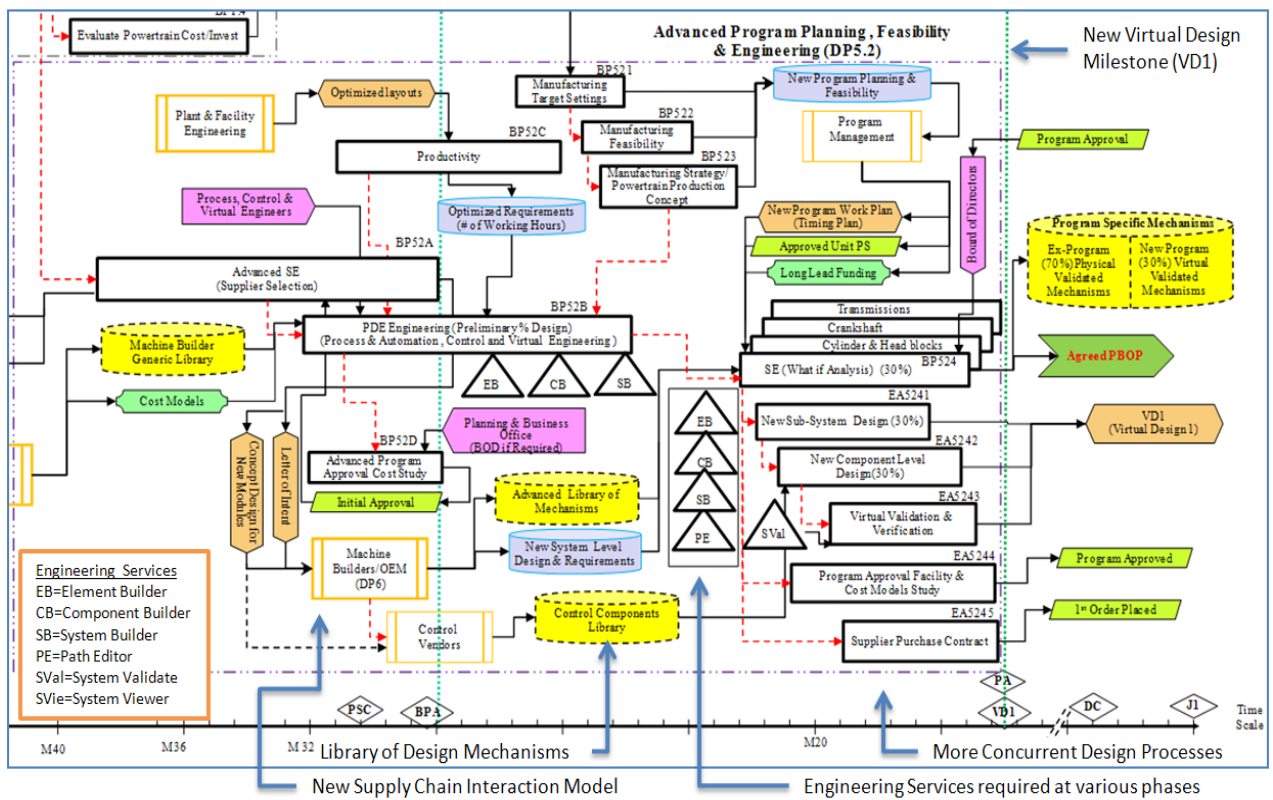 BP1.4
Evaluate Powertrain Cost/Invest
Advanced Program Planning , Feasibility
& Engineering (DP5.2)
New Virtual Design
Milestone (VD1)
BP521
Manufacturing
Target Settings
New Program Planning &
Feasibility
Plant & Facility
Engineering
Optimized layouts
BP522
Manufacturing
Feasibility
Program
Management
BP52C
Productivity
BP523
Manufacturing Strategy/
Powertrain Production
Concept
Program Approval
Board of Directors
Process, Control &
Virtual Engineers
Optimized Requirements
(# of Working Hours)
New Program Work Plan
(Timing Plan)
Approved Unit PS
Long Lead Funding
Program Specific Mechanisms
Ex-Program
(70%)Physical
Validated
Mechanisms
New Program
(30%) Virtual
Validated
Mechanisms
BP52A
Advanced SE
(Supplier Selection)
BP52B
PDE Engineering (Preliminary% Design)
(Process & Automation , Control and Virtual Engineering )
Transmissions
Crankshaft
Cylinder & Head blocks
BP524
SE (What if Analysis) (30%)
Agreed PBOP
Machine Builder
Generic Library
Cost Models
EB
CB
SB
EB
CB
SB
PE
EA5241
New Sub-System Design (30%)
EA5242
New Component Level
Design(30%)
VD1
(Virtual Design 1)
Planning & Business
Office
(BOD if Required)
BP52D
Advanced Program
Approval Cost Study
Initial Approval
Concept Design for
New Modules
Letter of Intent
Advanced Library of
Mechanisms
New System Level
Design & Requirements
SVal
EA5243
Virtual Validation &
Verification
EA5244
Program Approval Facility &
Cost Models Study
Program Approved
EA5245
Supplier Purchase Contract
1st Order Placed
Machine
Builders/OEM
(DP6)
Control
Vendors
Control Components
Library
Engineering Services
EB=Element Builder
CB=Component Builder
SB=System Builder
PE=Path Editor
SVal=System Validate
SVie=System Viewer
PSC
BPA
PA
VD1
DC
J1
Time
Scale
M40
M36
M 32
M20
Library of Design Mechanisms
More Concurrent Design Processes
New Supply Chain Interaction Model
Engineering Services required at various phases